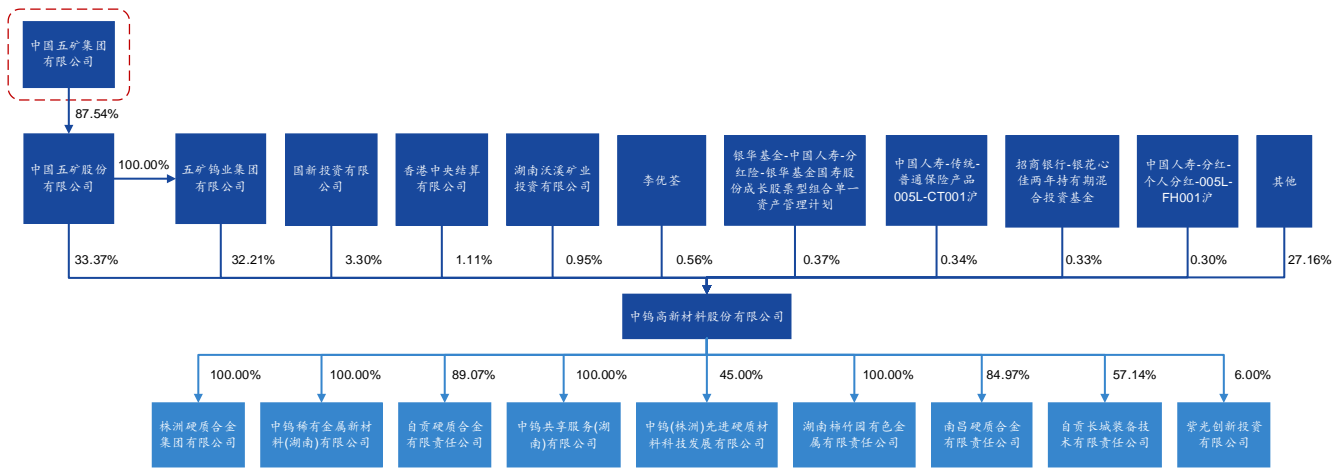 中国五矿集团
有限公司
87.54%
中国五矿股份
有限公司
100.00%
五矿钨业集团
有限公司
国新投资有限公
司
香港中央结算
有限公司
湖南沃溪矿业
投资有限公司
李优荃
银华基金-中国人寿-分
红险-银华基金国寿股
份成长股票型组合单一
资产管理计划
中国人寿-传统-
普通保险产品-
005L-CT001沪
招商银行-银花心
佳两年持有期混
合投资基金
中国人寿-分红-
个人分红-005L-
FH001沪
其他
33.37%
32.21%
3.30%
1.11%
0.95%
0.56%
0.37%
0.34%
0.33%
0.30%
27.16%
中钨高新材料股份有限公司
100.00%
100.00%
89.07%
100.00%
45.00%
100.00%
84.97%
57.14%
6.00%
株洲硬质合金
集团有限公司
中钨稀有金属新材
料(湖南)有限公司
自贡硬质合金
有限责任公司
中钨共享服务(湖
南)有限公司
中钨(株洲)先进硬质材
料科技发展有限公司
湖南柿竹园有色金
属有限责任公司
南昌硬质合金有
限责任公司
自贡长城装备技
术有限责任公司
紫光创新投资
有限公司